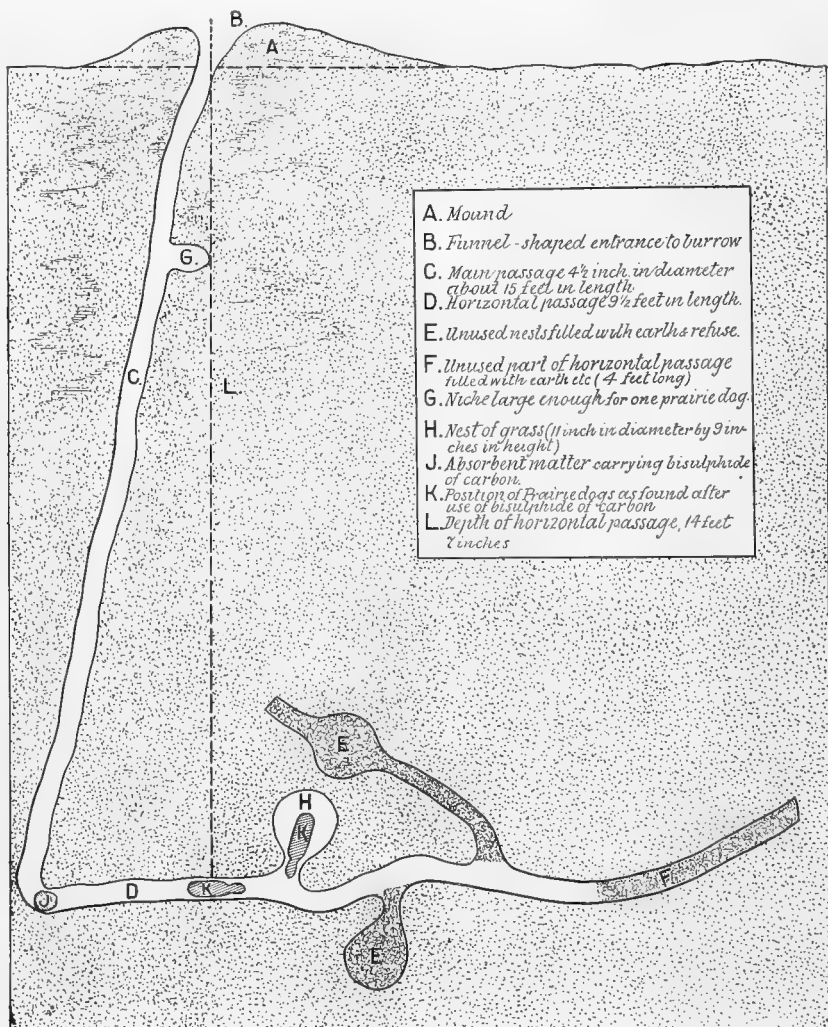 B.
A
G.
C.
L.
A. Mound
B. Funnel-shaped entrance to burrow
C. Main passage 4½ inch. in diameter
about 15 feet in length
D. Horizontal passage 9½ feet in length.
E. Unused nests filled with earth & refuse.
F. Unused part of horizontal passage
filled with earth etc (4 feet long)
G. Niche large enough for one prairie dog.
H. Nest of grass (11 inch in diameter by 9 in-
ches in height)
J. Absorbent matter carrying bisulphide
of carbon.
K. Position of Prairie dogs as found after
use of bisulphide of carbon
L. Depth of horizontal passage, 14 feet
7 inches
E
H
K
F
D
K
J
E